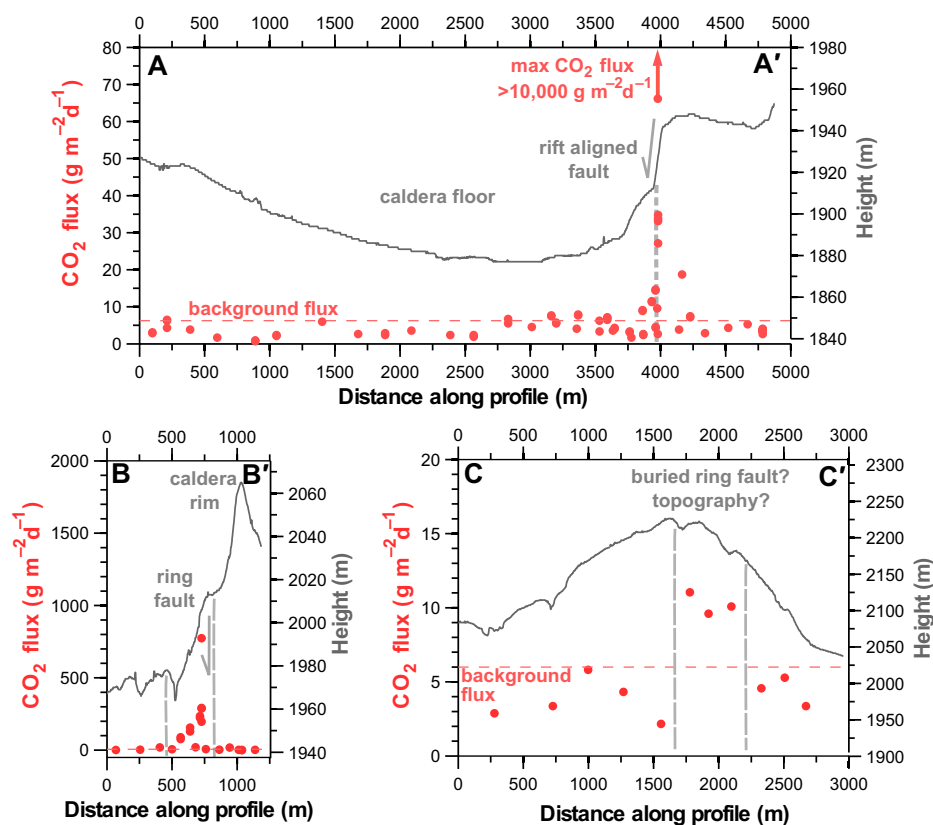 0 500 1000 1500 2000 2500 3000 3500 4000 4500 5000
A A′
max CO2 flux
>10,000 g m−2d−1
rift aligned
fault
caldera floor
background flux
80
70
60
50
40
30
20
10
0
CO2 flux (g m−2d−1)
1980
1960
1940
1920
1900
1880
1860
1840
Height (m)
0 500 1000 1500 2000 2500 3000 3500 4000 4500 5000
Distance along profile (m)
0 500 1000
B B′
caldera
rim
ring
fault
2000
1500
1000
500
0
CO2 flux (g m−2d−1)
2060
2040
2020
2000
1980
1960
1940
Height (m)
0 500 1000
Distance along profile (m)
0 500 1000 1500 2000 2500 3000
C C′
buried ring fault?
topography?
background
flux
20
15
10
5
0
CO2 flux (g m−2d−1)
2300
2250
2200
2150
2100
2050
2000
1950
1900
Height (m)
0 500 1000 1500 2000 2500 3000
Distance along profile (m)